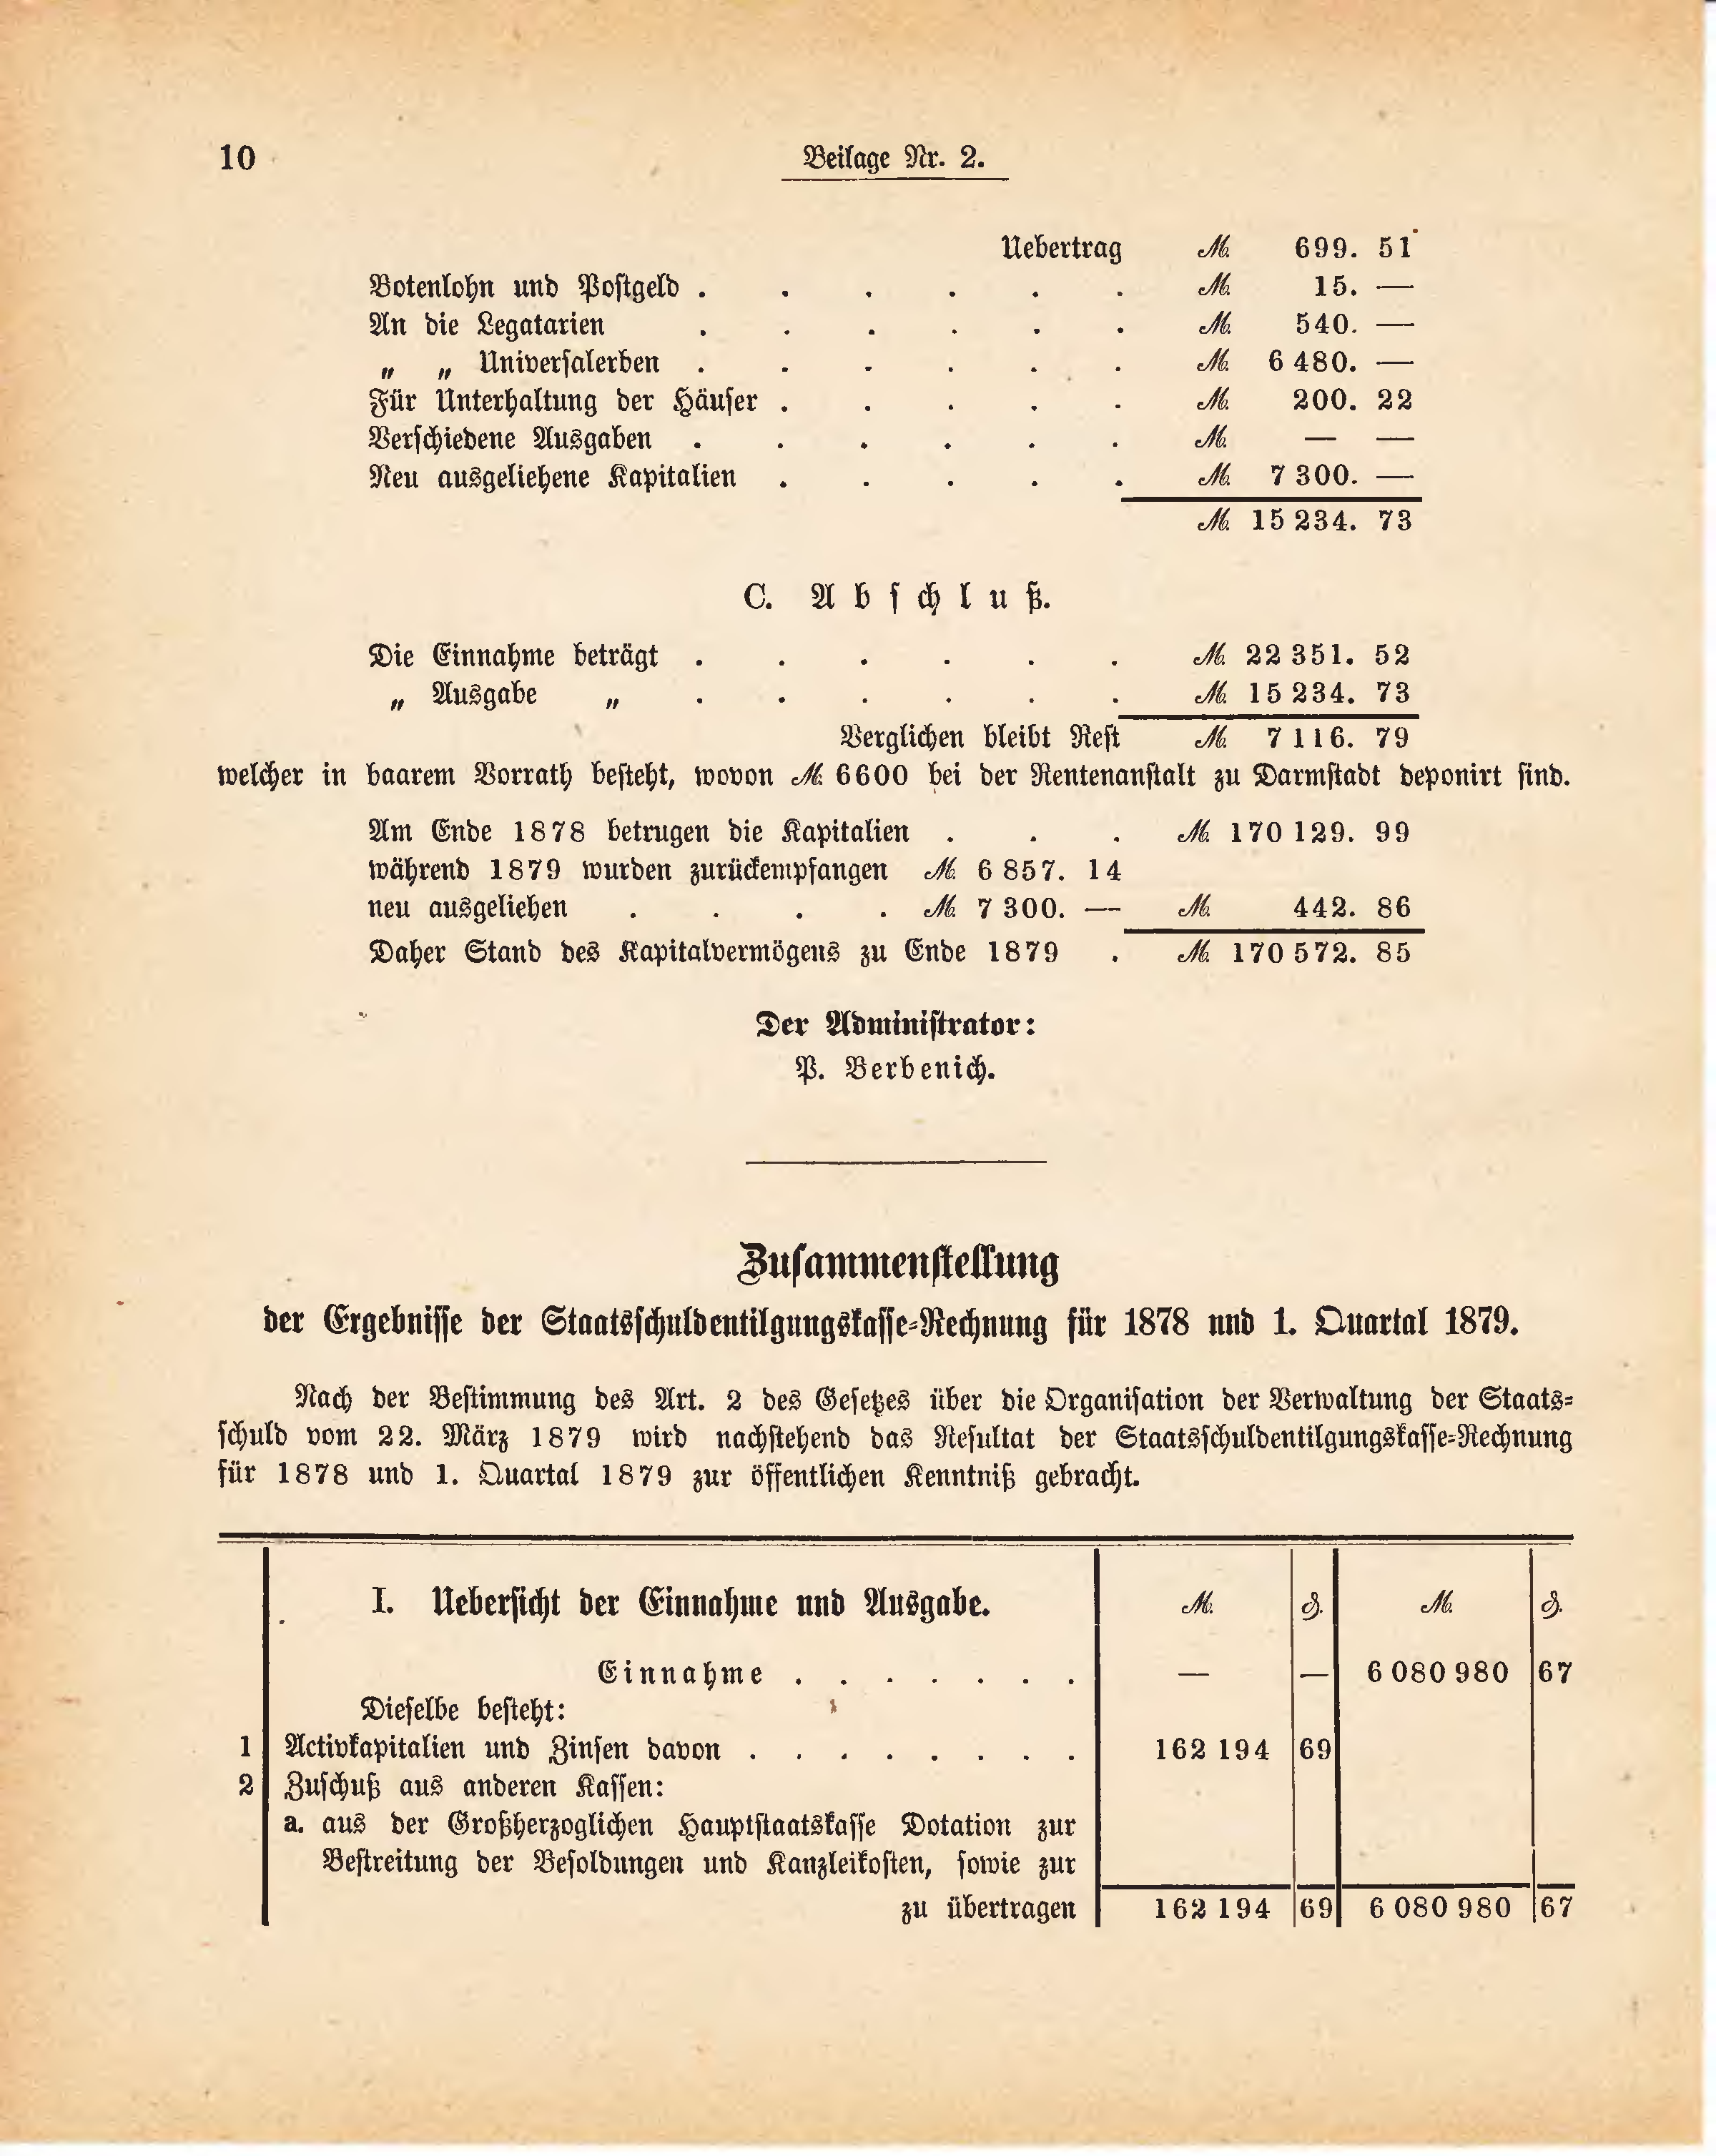 10
Beilage Nr. 2.
Uebertrag ℳ 699. 51
Botenlohn und Postgeld . . . . . . ℳ 15. —
An die Legatarien . . . . . . ℳ 540. —
„ „ Universalerben . . . . . . ℳ 6 480. —
Für Unterhaltung der Häuser . . . . . ℳ 200. 22
Verschiedene Ausgaben . . . . . . ℳ — —
Neu ausgeliehene Kapitalien . . . . . ℳ 7 300. —
ℳ 15 234. 73
C. Abschluß.
Die Einnahme beträgt . . . . . . ℳ 22 351. 52
„ Ausgabe „ . . . . . . ℳ 15 234. 73
Verglichen bleibt Rest ℳ 7 116. 79
welcher in baarem Vorrath besteht, wovon ℳ 6600 bei der Rentenanstalt zu Darmstadt deponirt sind.
Am Ende 1878 betrugen die Kapitalien . . . ℳ 170 129. 99
während 1879 wurden zurückempfangen ℳ 6 857. 14
neu ausgeliehen . . . . ℳ 7 300. — ℳ 442. 86
Daher Stand des Kapitalvermögens zu Ende 1879 . ℳ 170 572. 85
Der Administrator:
P. Berbenich.
Zusammenstellung
der Ergebnisse der Staatsschuldentilgungskasse-Rechnung für 1878 und 1. Quartal 1879.
Nach der Bestimmung des Art. 2 des Gesetzes über die Organisation der Verwaltung der Staats-
schuld vom 22. März 1879 wird nachstehend das Resultat der Staatsschuldentilgungskasse-Rechnung
für 1878 und 1. Quartal 1879 zur öffentlichen Kenntniß gebracht.
I. Uebersicht der Einnahme und Ausgabe. ℳ ₰ ℳ ₰
Einnahme . . . . . . . — — 6 080 980 67
Dieselbe besteht:
1 Activkapitalien und Zinsen davon . . . . . . . . 162 194 69
2 Zuschuß aus anderen Kassen:
a. aus der Großherzoglichen Hauptstaatskasse Dotation zur
Bestreitung der Besoldungen und Kanzleikosten, sowie zur
zu übertragen 162 194 69 6 080 980 67